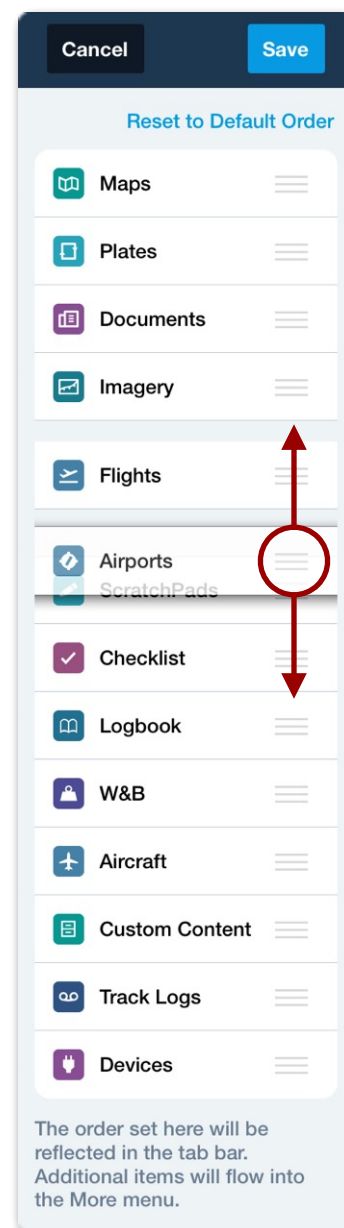 Cancel Save
Reset to Default Order
Maps
Plates
Documents
Imagery
Flights
Airports
ScratchPads
Checklist
Logbook
W&B
Aircraft
Custom Content
Track Logs
Devices
The order set here will be
reflected in the tab bar.
Additional items will flow into
the More menu.